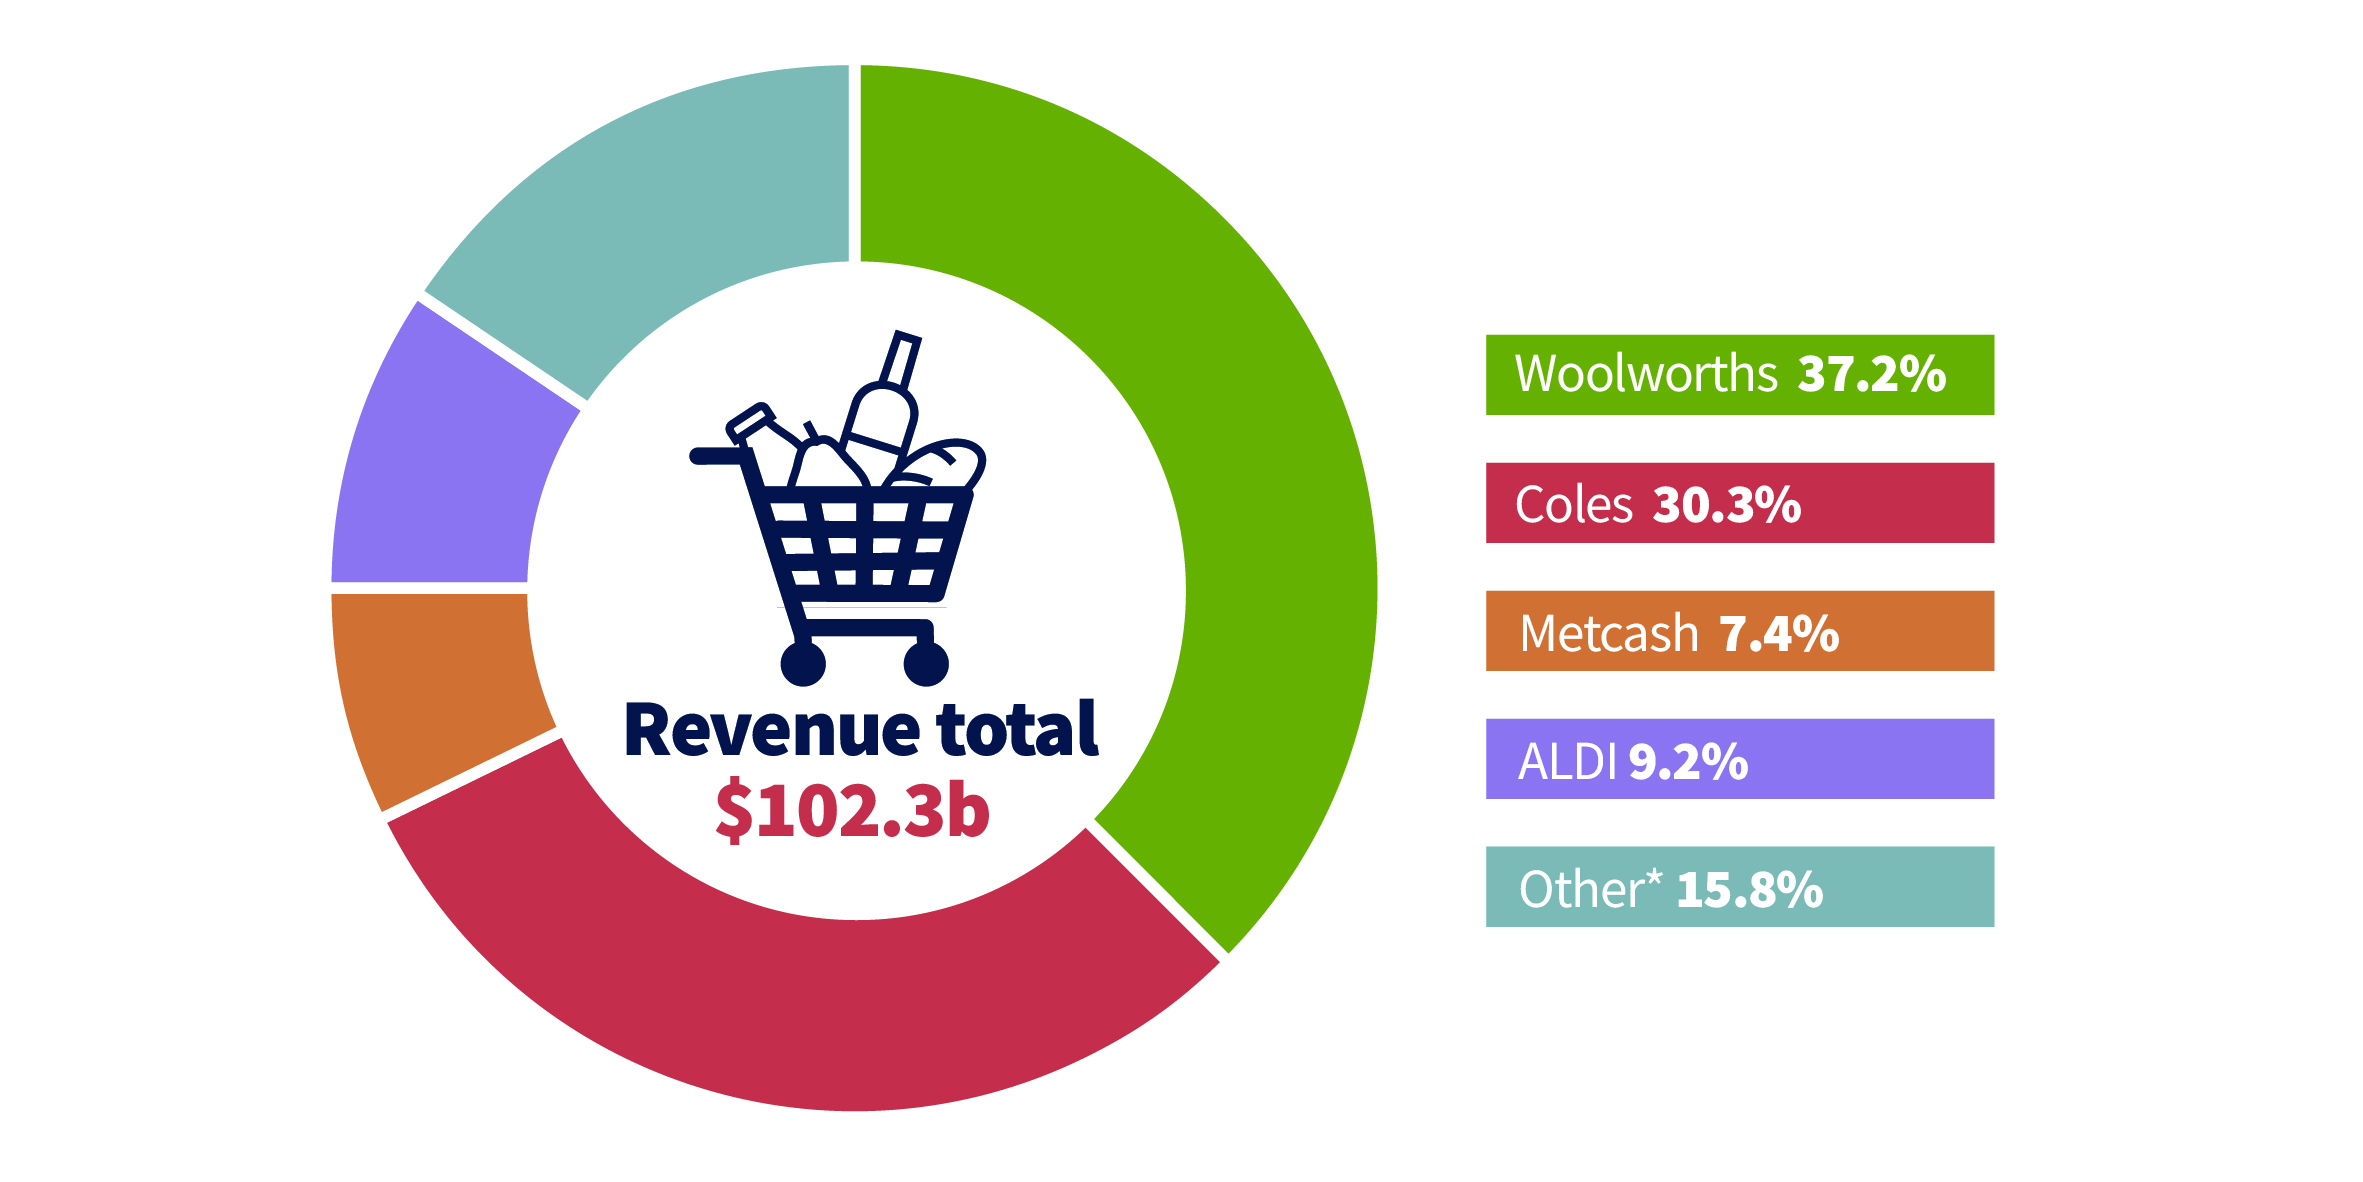 Revenue total
$102.3b
Woolworths 37.2%
Coles 30.3%
Metcash 7.4%
ALDI 9.2%
Other* 15.8%